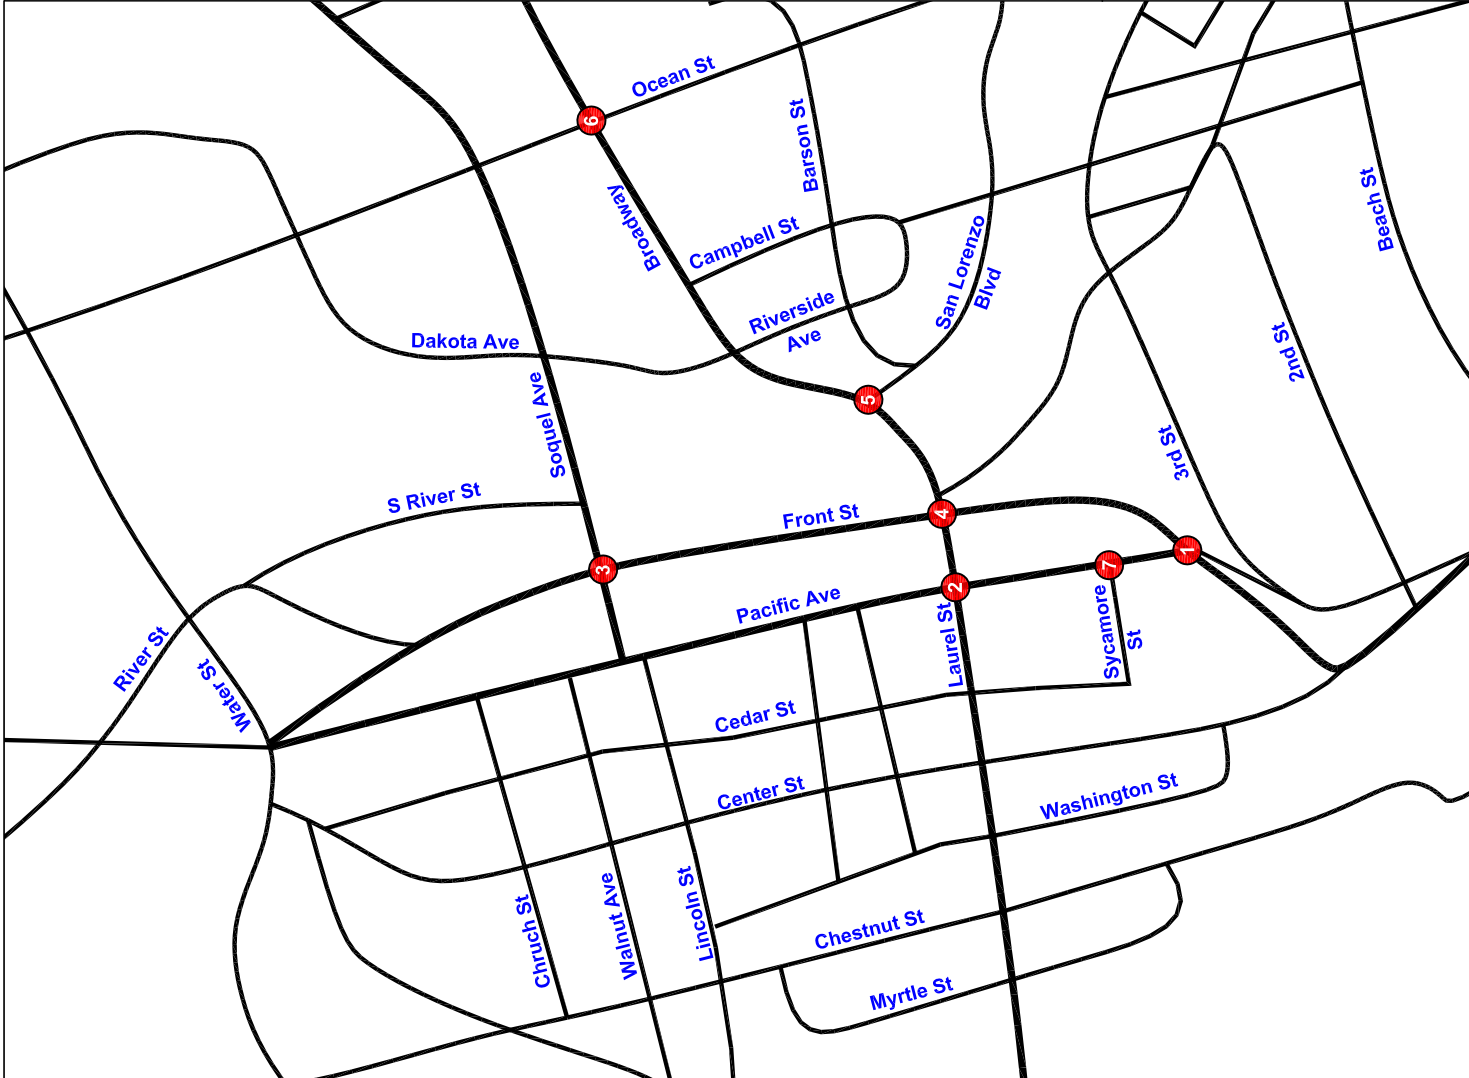 Ocean St
6
Barson St
Broadway
Campbell St
Beach St
San Lorenzo
Blvd
Riverside
Ave
Dakota Ave
2nd St
Soquel Ave
5
3rd St
S River St
Front St
4
1
3
7
2
Pacific Ave
Laurel St
Sycamore
St
River St
Water St
Cedar St
Center St
Washington St
Chruch St
Walnut Ave
Lincoln St
Chestnut St
Myrtle St